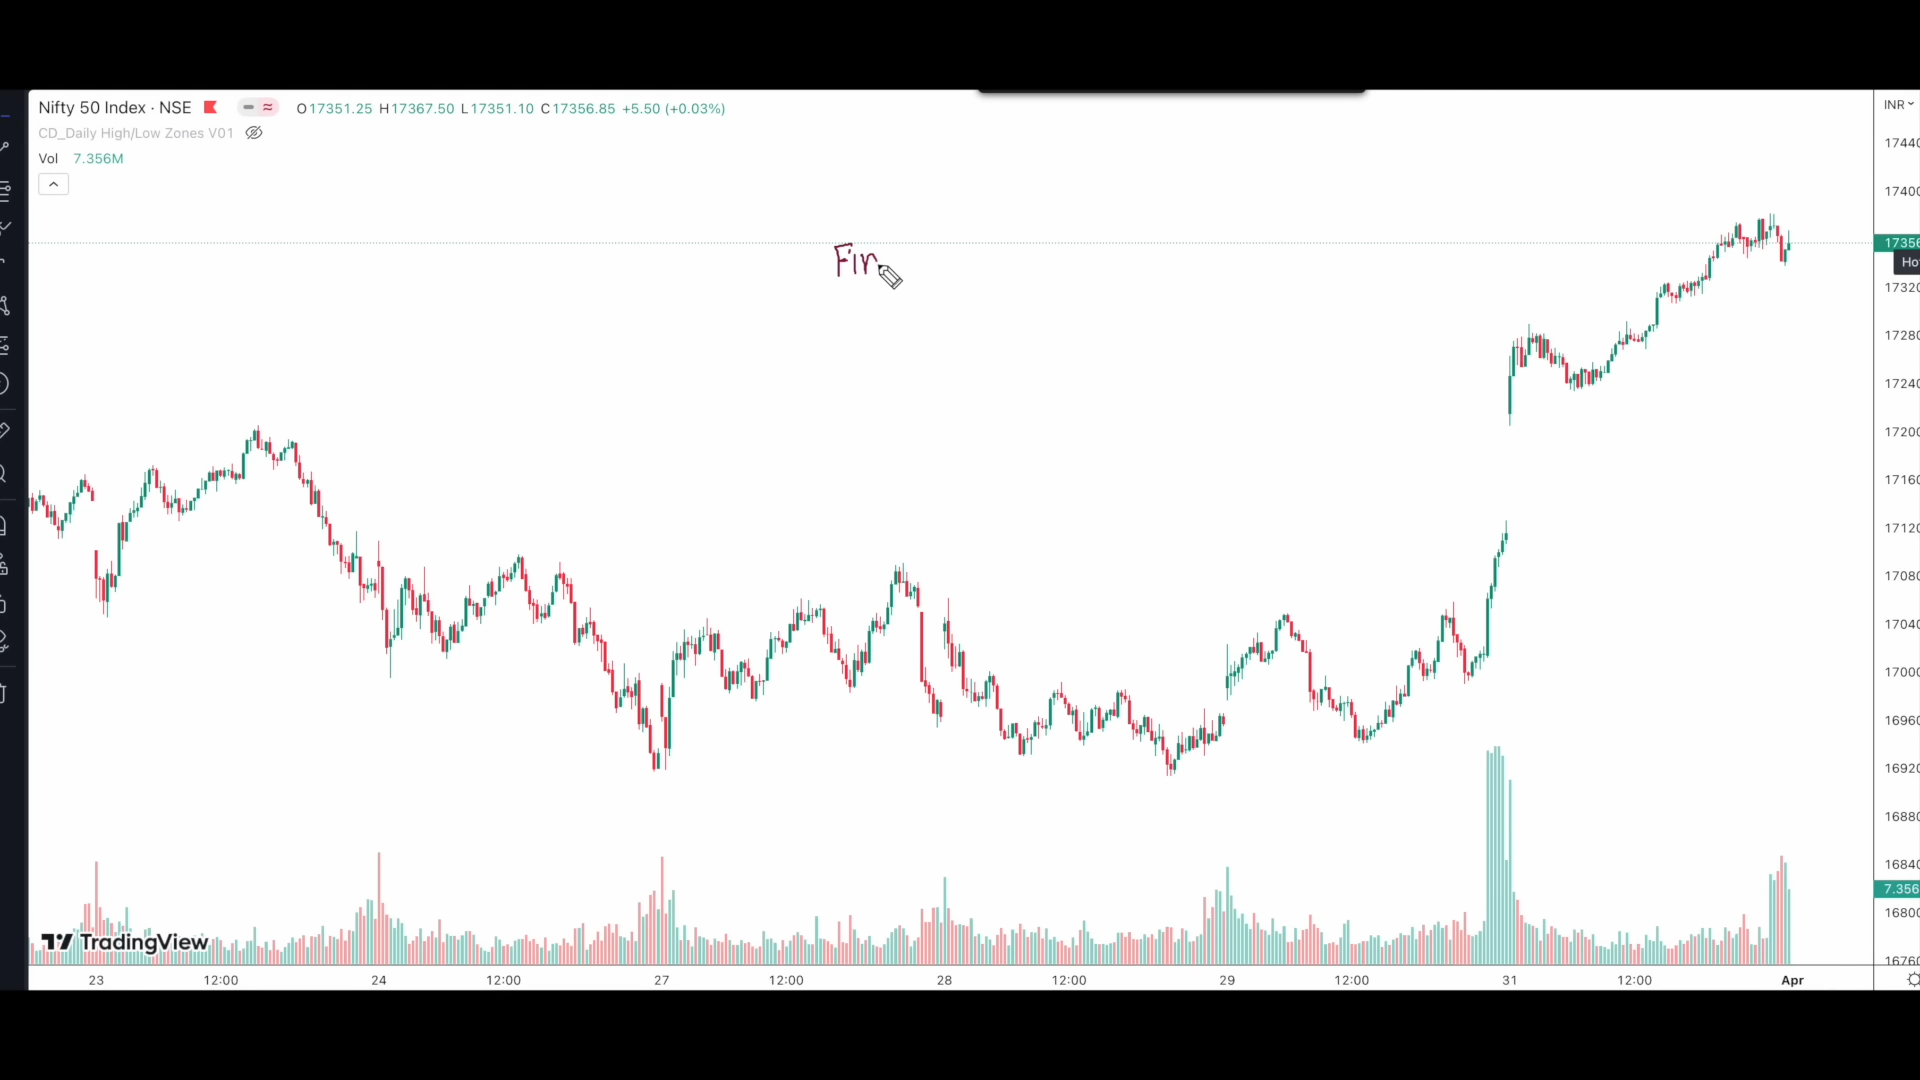 Nifty 50 Index · NSE O17351.25 H17367.50 L17351.10 C17356.85 +5.50 (+0.03%) INR
CD_Daily High/Low Zones V01
Vol 7.356M
Fin
17440
17400
17356
Ho
17320
17280
17240
17200
17160
17120
17080
17040
17000
16960
16920
16880
16840
7.356
16800
16760
TradingView
23 12:00 24 12:00 27 12:00 28 12:00 29 12:00 31 12:00 Apr